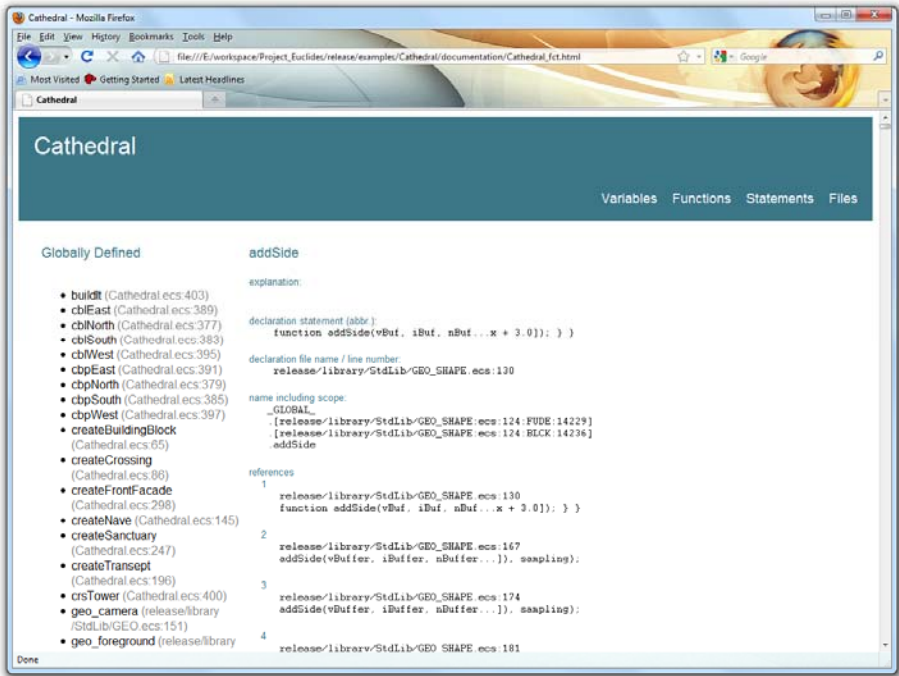 Cathedral - Mozilla Firefox
File Edit View History Bookmarks Tools Help
file:///E:/workspace/Project_Euclides/release/examples/Cathedral/documentation/Cathedral_fct.html
Google
Most Visited Getting Started Latest Headlines
Cathedral
Cathedral
Variables Functions Statements Files
Globally Defined
buildIt (Cathedral.ecs:403)
cblEast (Cathedral.ecs:389)
cblNorth (Cathedral.ecs:377)
cblSouth (Cathedral.ecs:383)
cblWest (Cathedral.ecs:395)
cbpEast (Cathedral.ecs:391)
cbpNorth (Cathedral.ecs:379)
cbpSouth (Cathedral.ecs:385)
cbpWest (Cathedral.ecs:397)
createBuildingBlock
(Cathedral.ecs:65)
createCrossing
(Cathedral.ecs:86)
createFrontFacade
(Cathedral.ecs:298)
createNave (Cathedral.ecs:145)
createSanctuary
(Cathedral.ecs:247)
createTransept
(Cathedral.ecs:196)
crsTower (Cathedral.ecs:400)
geo_camera (release/library
/StdLib/GEO.ecs:151)
geo_foreground (release/library
addSide
explanation:
declaration statement (abbr.):
function addSide(vBuf, iBuf, nBuf...x + 3.0]); } }
declaration file name / line number:
release/library/StdLib/GEO_SHAPE.ecs:130
name including scope:
_GLOBAL_
.[release/library/StdLib/GEO_SHAPE.ecs:124:FUDE:14229]
.[release/library/StdLib/GEO_SHAPE.ecs:124:BLCK:14236]
.addSide
references
1
release/library/StdLib/GEO_SHAPE.ecs:130
function addSide(vBuf, iBuf, nBuf...x + 3.0]); } }
2
release/library/StdLib/GEO_SHAPE.ecs:167
addSide(vBuffer, iBuffer, nBuffer...]), sampling);
3
release/library/StdLib/GEO_SHAPE.ecs:174
addSide(vBuffer, iBuffer, nBuffer...]), sampling);
4
release/library/StdLib/GEO_SHAPE.ecs:181
Done